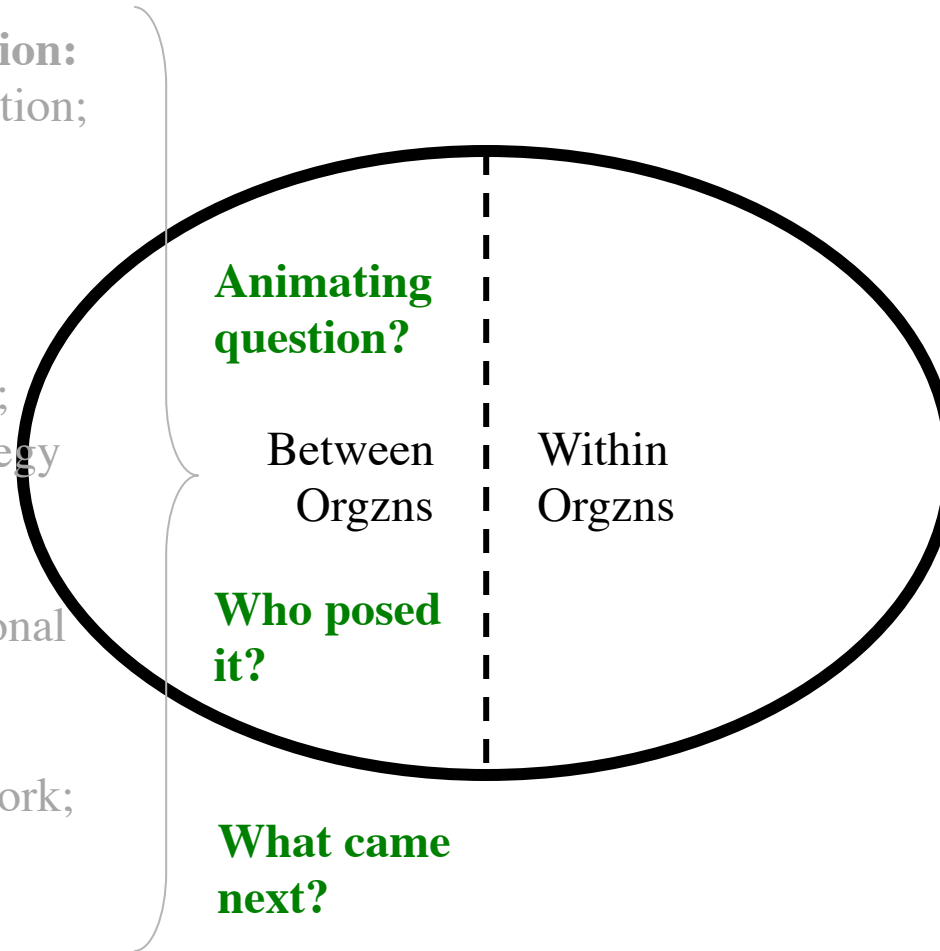 ion:
tion;
Animating
question?
;
egy
Between
Orgzns
Within
Orgzns
Who posed
it?
onal
ork;
What came
next?